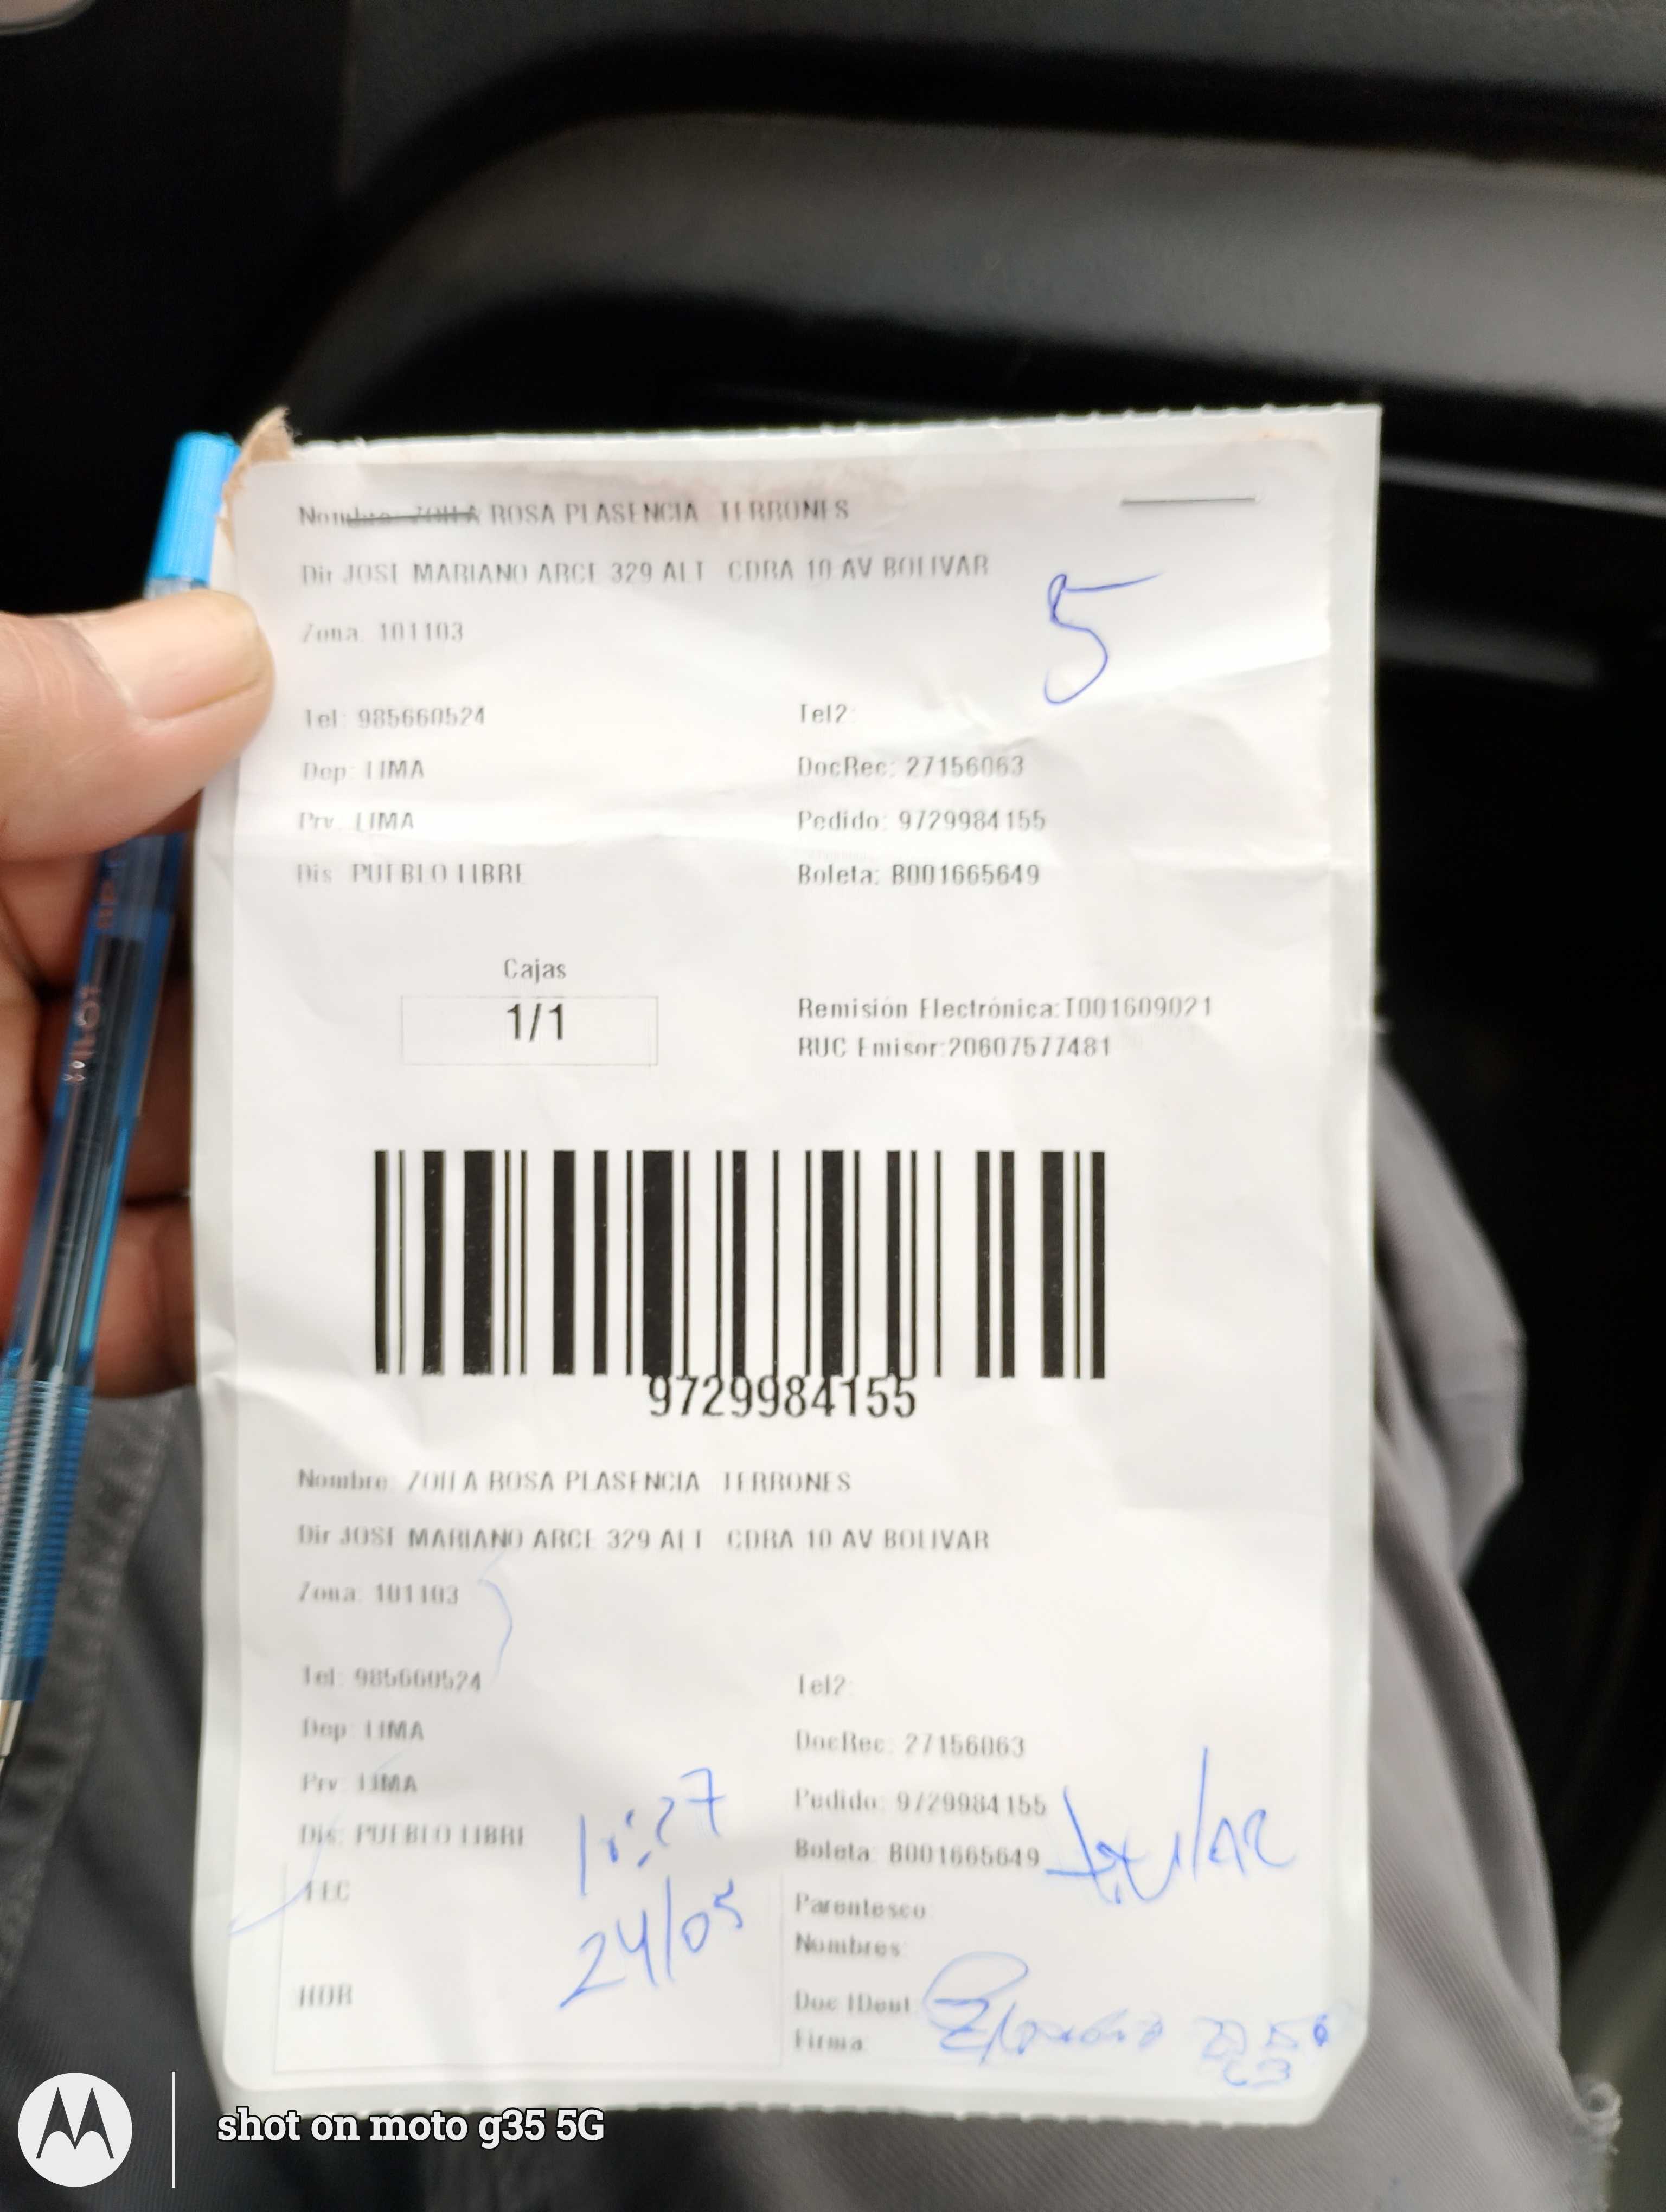 Nombre: ZOILA ROSA PLASENCIA TERRONES
Dir JOSE MARIANO ARCE 329 ALT CDRA 10 AV BOLIVAR
5
Zona: 101103
Tel: 985660524 Tel2:
Dep: LIMA DocRec: 27156063
Prv: LIMA Pedido: 9729984155
Dis: PUEBLO LIBRE Boleta: B001665649
Cajas
1/1
Remisión Electrónica:T001609021
RUC Emisor:20607577481
9729984155
Nombre: ZOILA ROSA PLASENCIA TERRONES
Dir JOSE MARIANO ARCE 329 ALT CDRA 10 AV BOLIVAR
Zona: 101103
Tel: 985660524 Tel2:
Dep: LIMA DocRec: 27156063
Prv: LIMA Pedido: 9729984155
Dis: PUEBLO LIBRE Boleta: B001665649
FEC 24/05 Parentesco:
Nombres:
HOR Doc IDent:
Firma:
shot on moto g35 5G